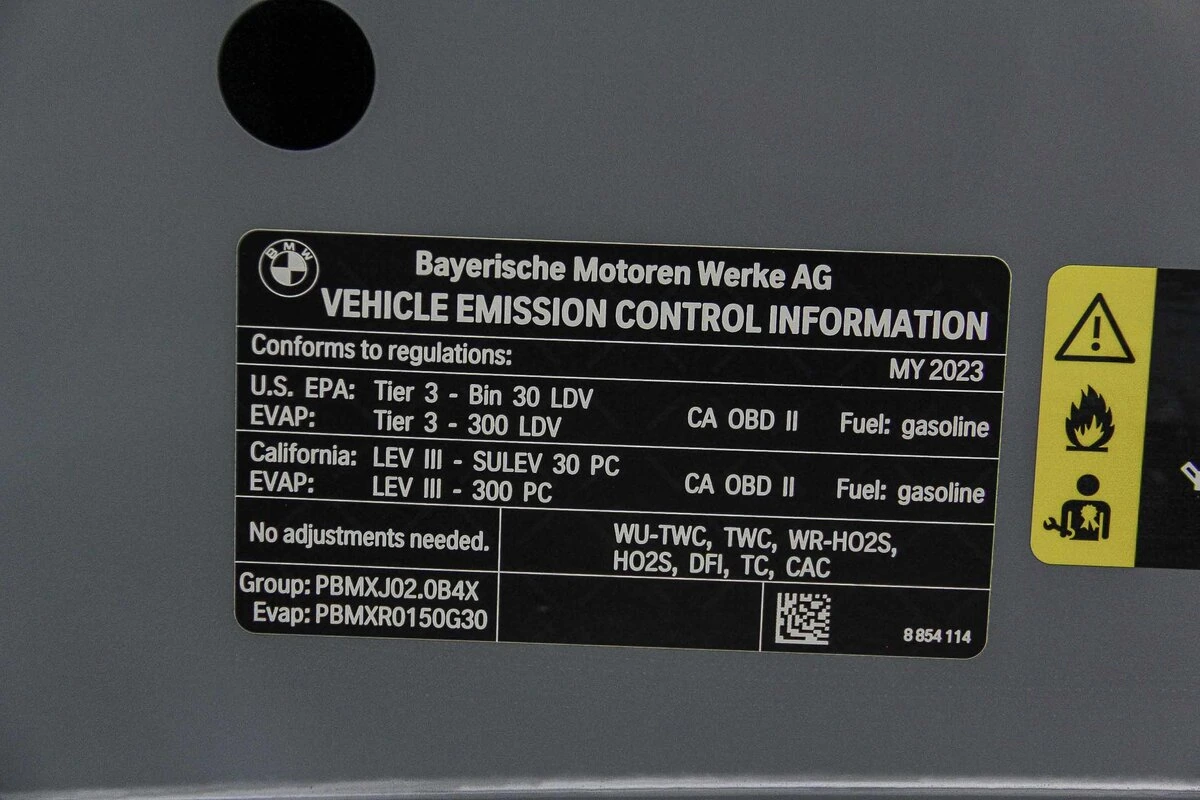 BMW
Bayerische Motoren Werke AG
VEHICLE EMISSION CONTROL INFORMATION
Conforms to regulations: MY 2023
U.S. EPA: Tier 3 - Bin 30 LDV
EVAP: Tier 3 - 300 LDV CA OBD II Fuel: gasoline
California: LEV III - SULEV 30 PC
EVAP: LEV III - 300 PC CA OBD II Fuel: gasoline
No adjustments needed.
WU-TWC, TWC, WR-HO2S,
HO2S, DFI, TC, CAC
Group: PBMXJ02.0B4X
Evap: PBMXR0150G30
8 854 114